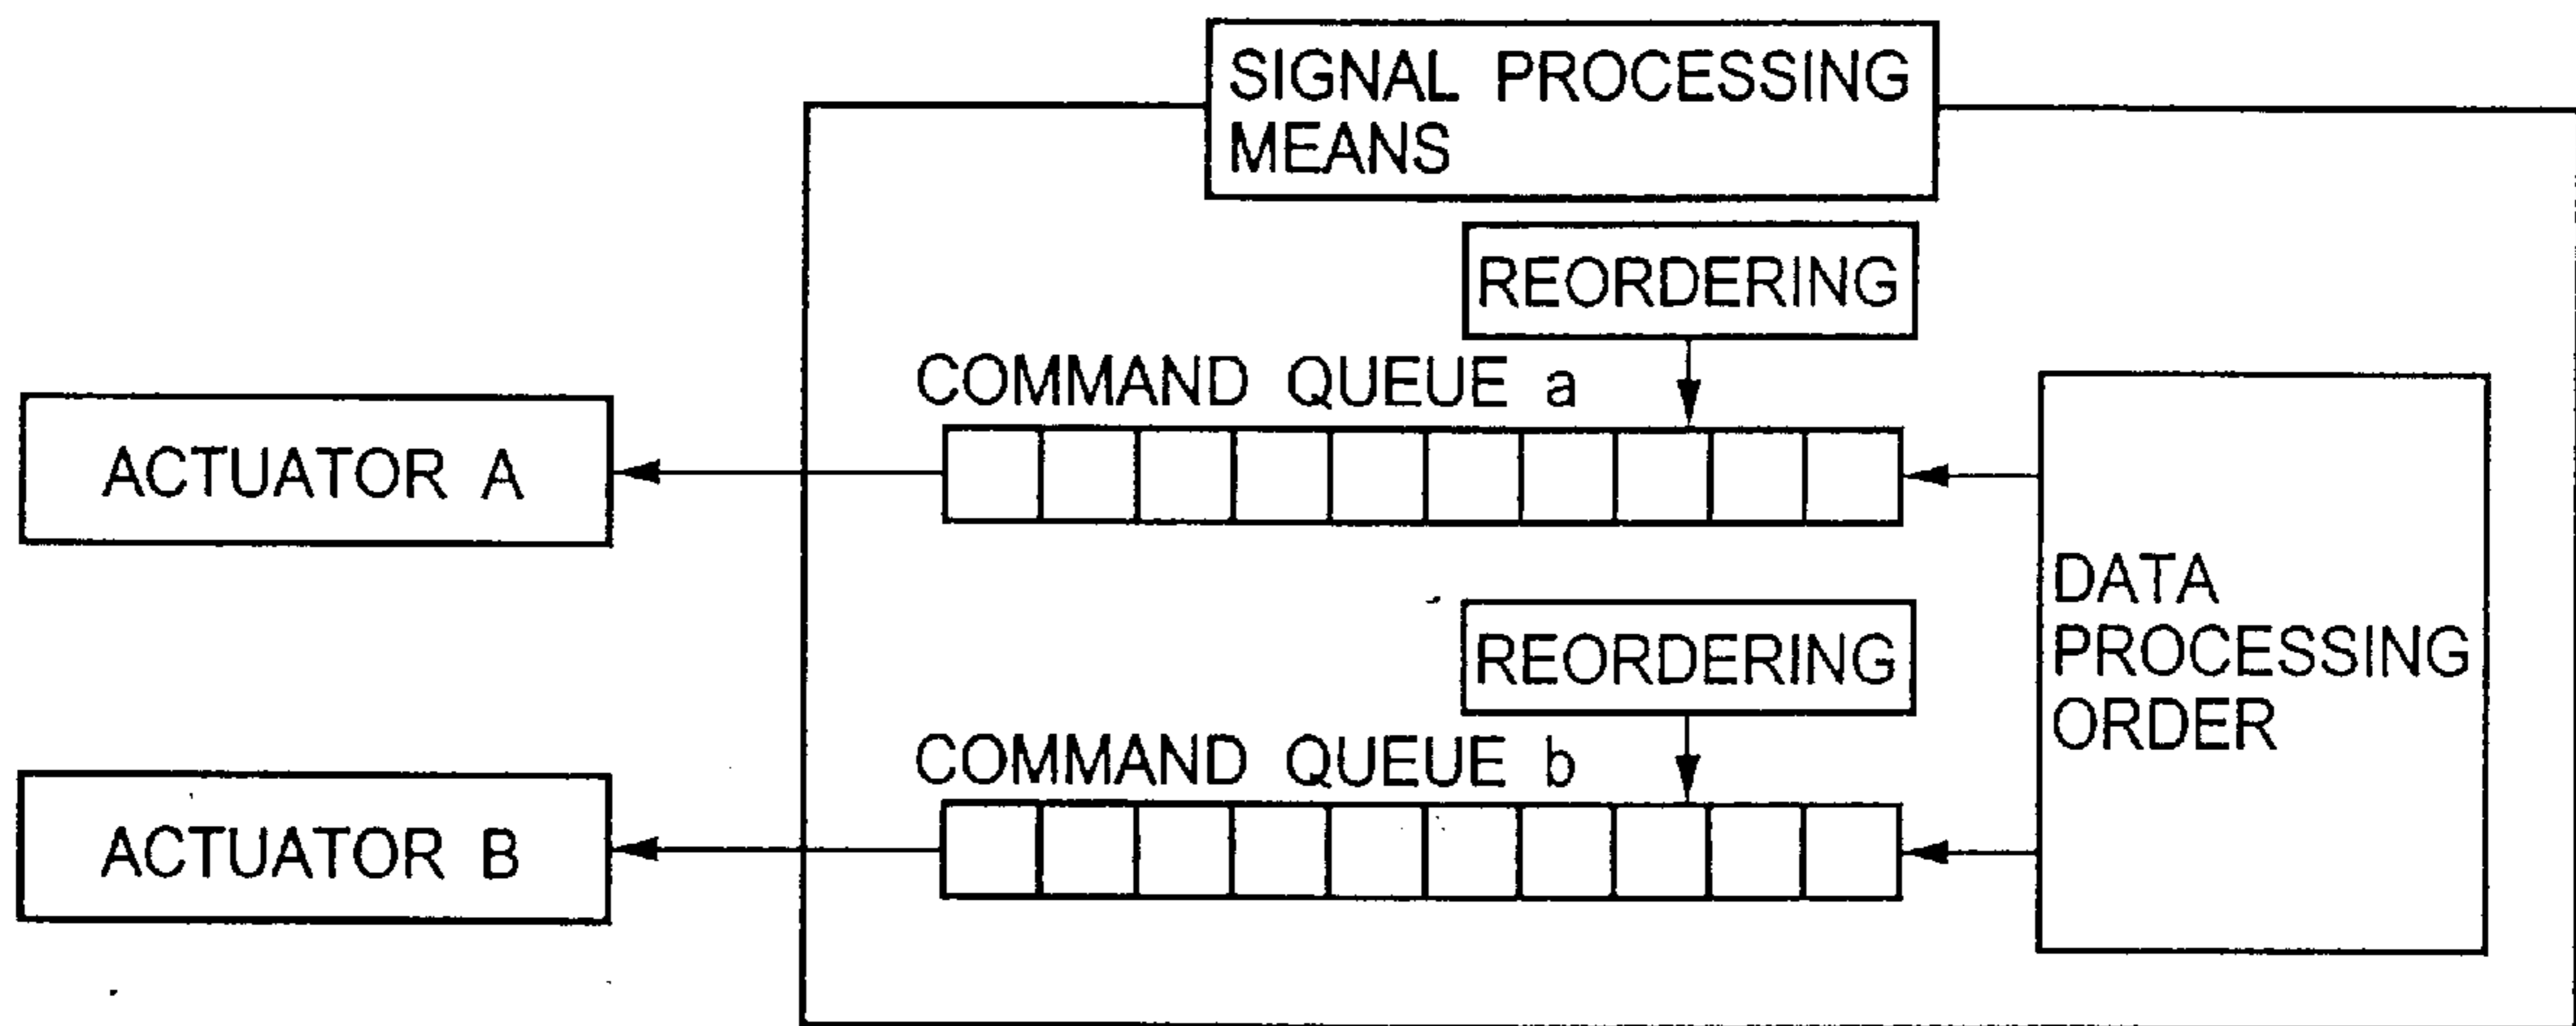 SIGNAL PROCESSING
MEANS
REORDERING
COMMAND QUEUE a
ACTUATOR A
DATA
PROCESSING
ORDER
REORDERING
COMMAND QUEUE b
ACTUATOR B